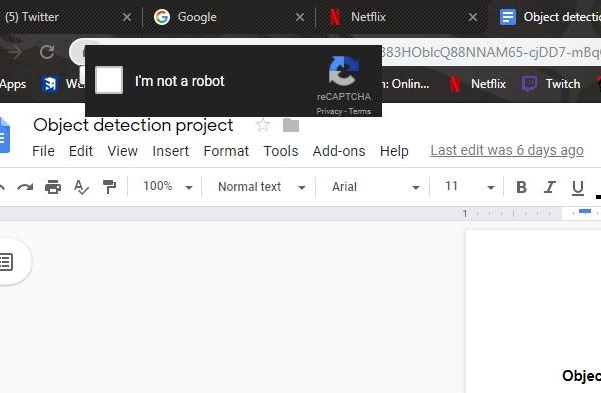 (5) Twitter × Google × Netflix × Object detectio
383HObIcQ88NNAM65-cjDD7-mBq
I'm not a robot
reCAPTCHA
Privacy - Terms
Apps : Onlin... Netflix Twitch
Object detection project
File Edit View Insert Format Tools Add-ons Help Last edit was 6 days ago
100% Normal text Arial 11 B I U
1
Objec